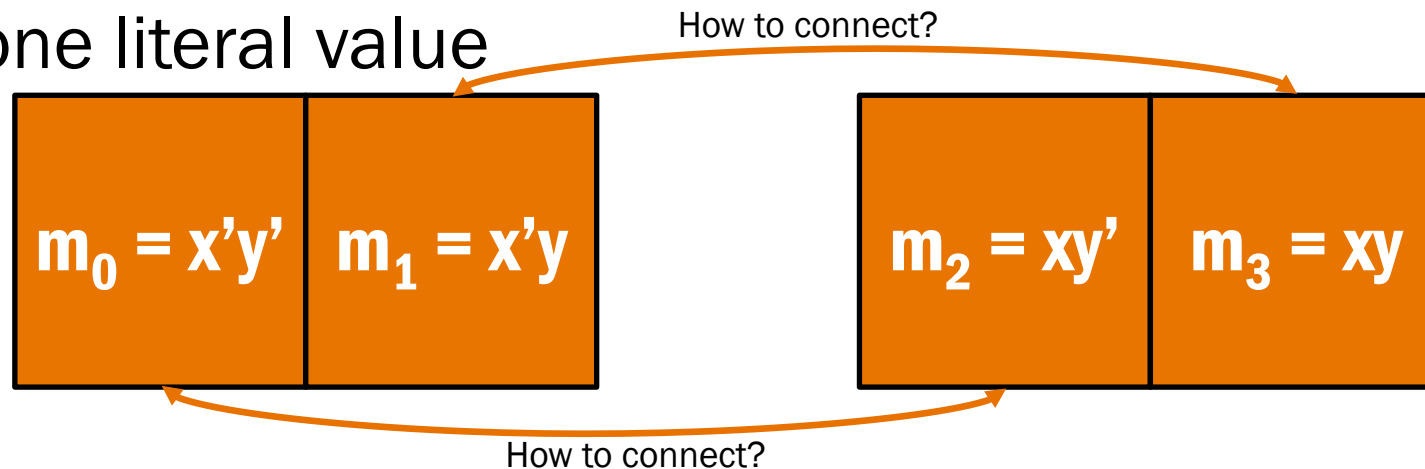 one literal value
How to connect?
m₀ = x’y’ m₁ = x’y m₂ = xy’ m₃ = xy
How to connect?